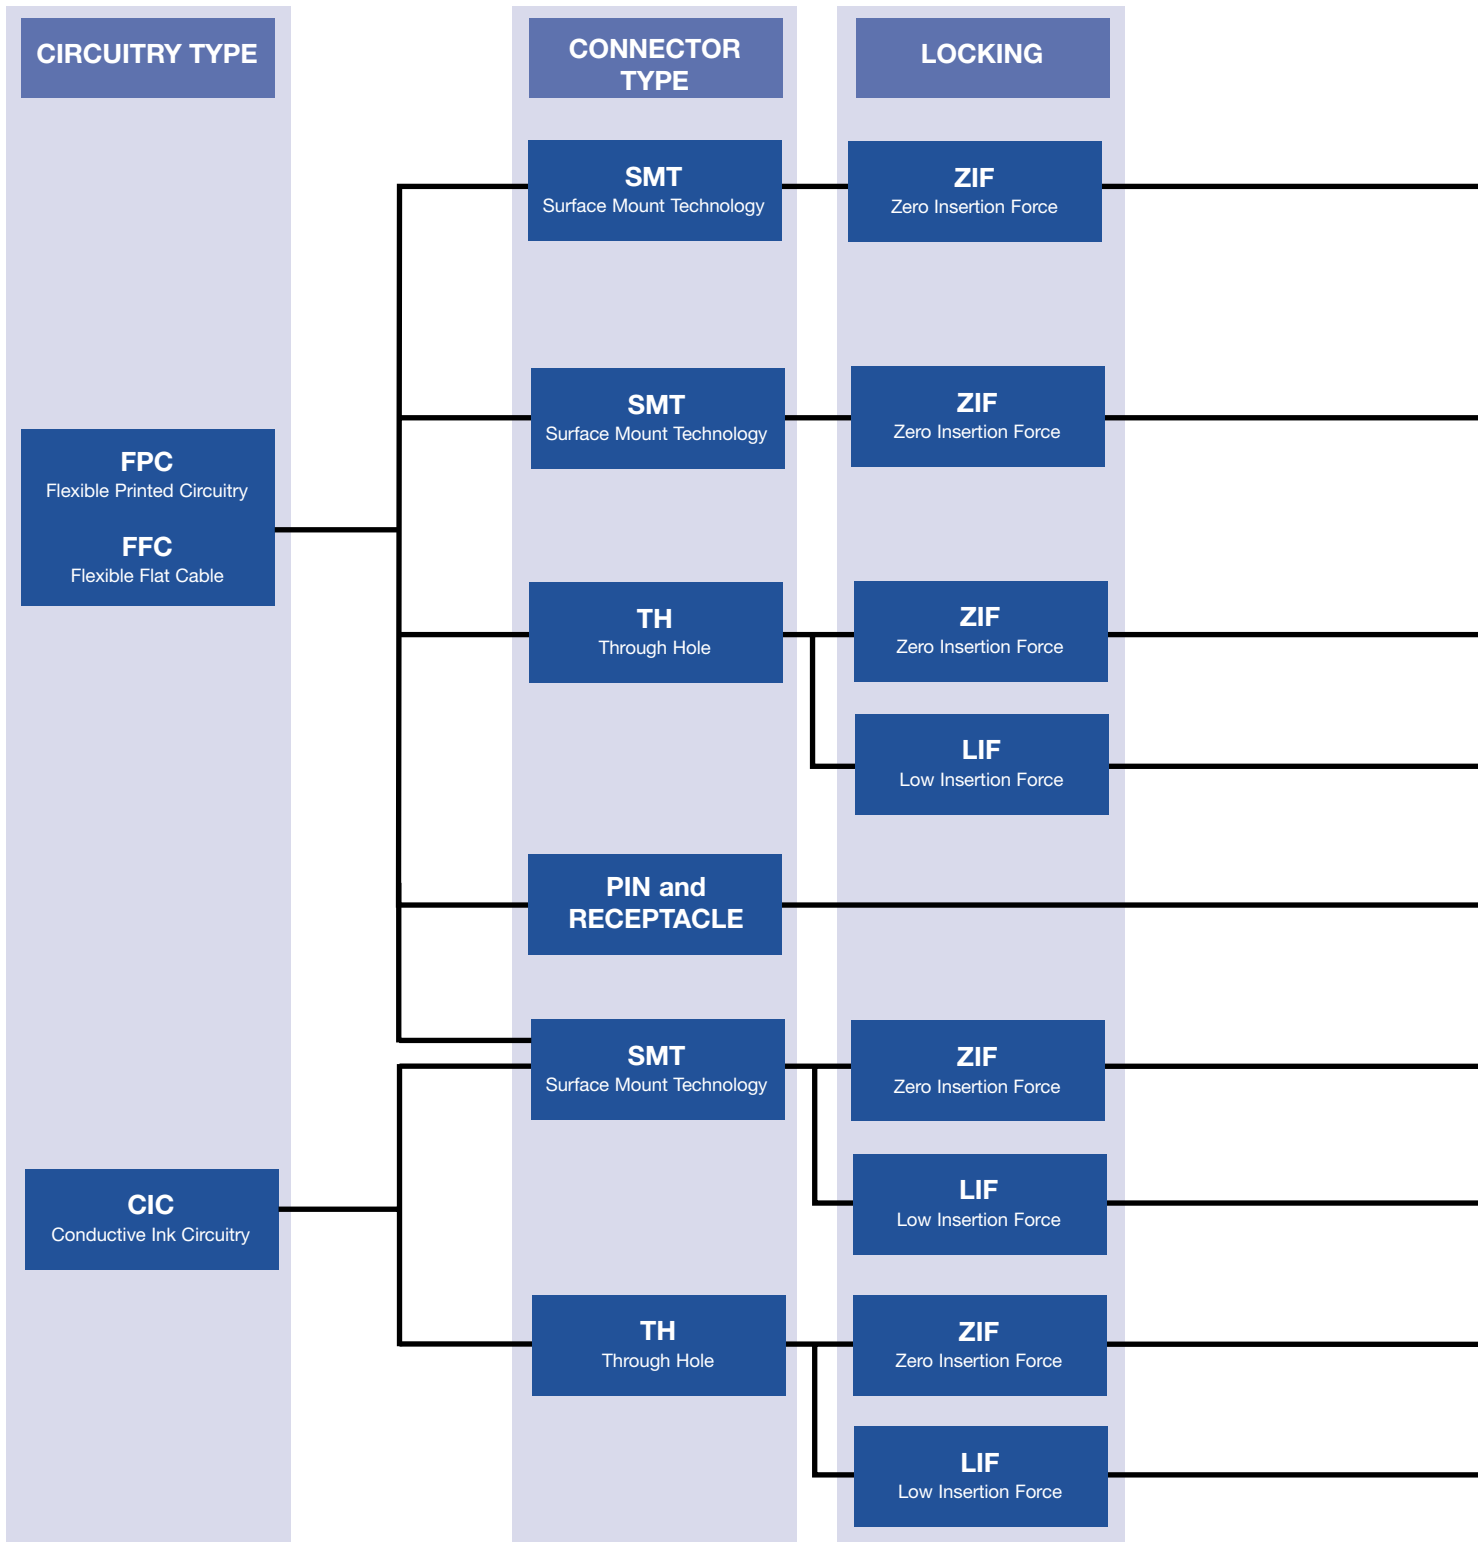 CIRCUITRY TYPE
CONNECTOR
TYPE
LOCKING
SMT
Surface Mount Technology
ZIF
Zero Insertion Force
SMT
Surface Mount Technology
ZIF
Zero Insertion Force
FPC
Flexible Printed Circuitry
FFC
Flexible Flat Cable
TH
Through Hole
ZIF
Zero Insertion Force
LIF
Low Insertion Force
PIN and
RECEPTACLE
SMT
Surface Mount Technology
ZIF
Zero Insertion Force
CIC
Conductive Ink Circuitry
LIF
Low Insertion Force
TH
Through Hole
ZIF
Zero Insertion Force
LIF
Low Insertion Force